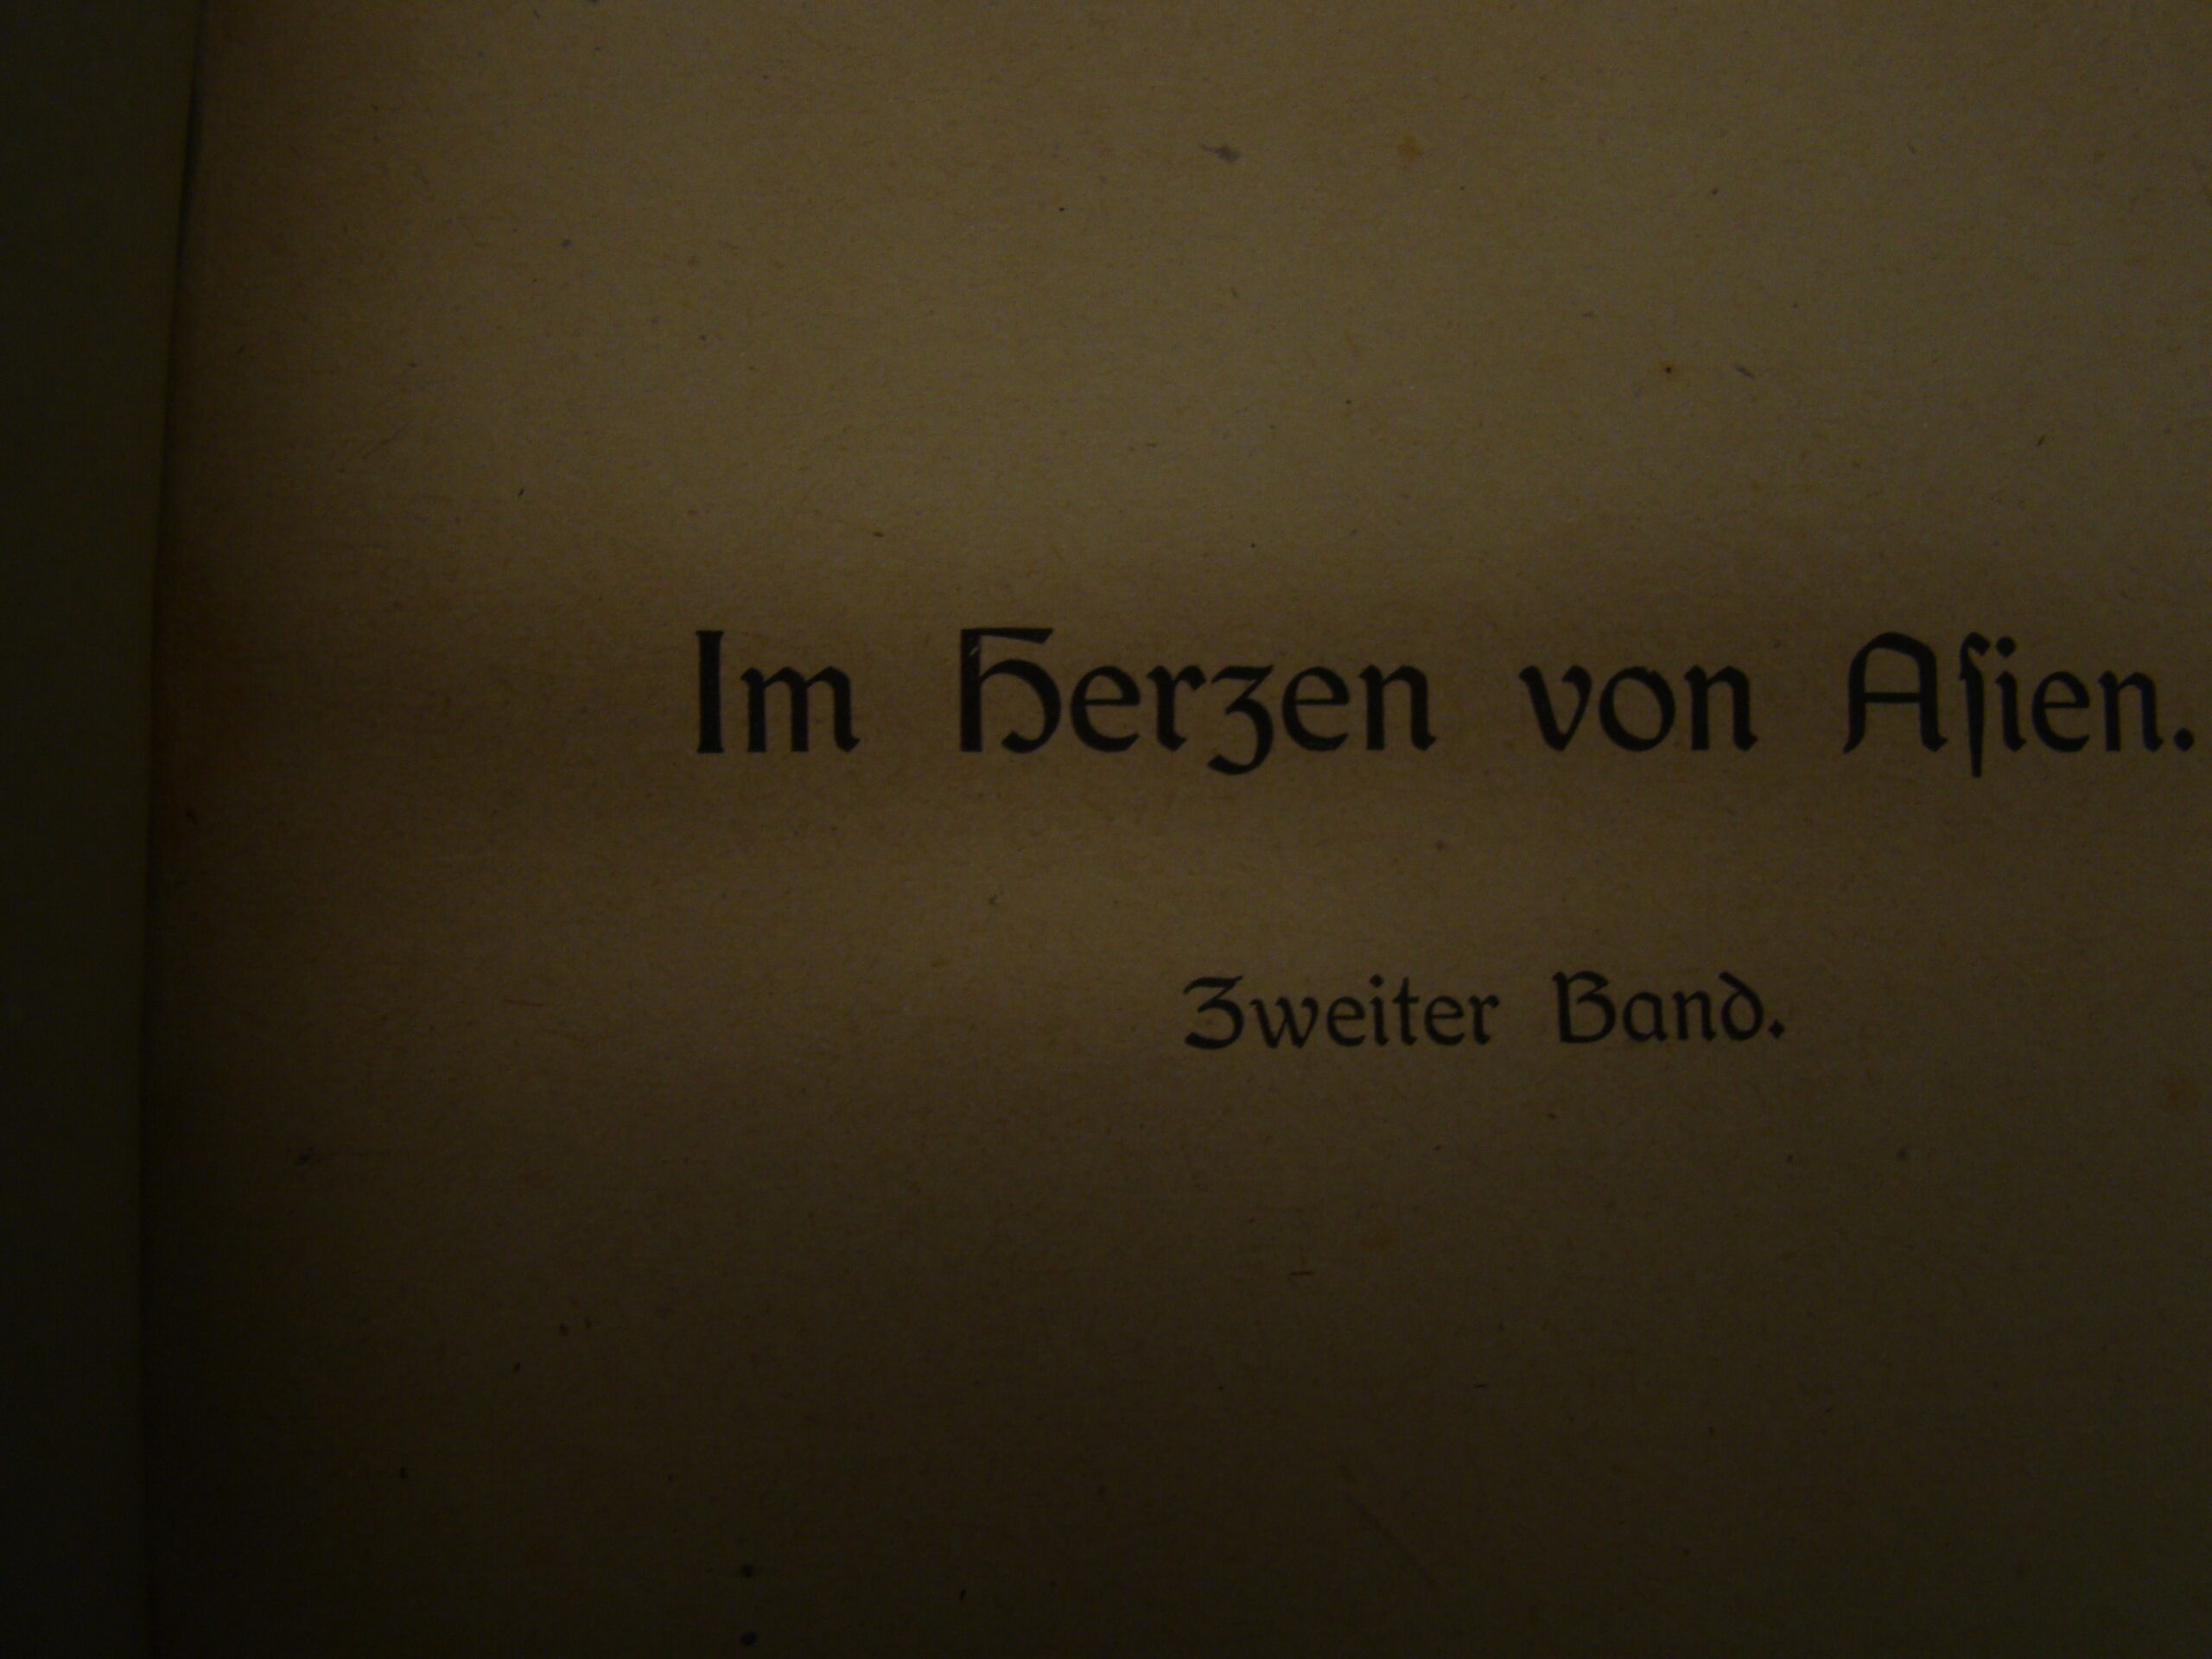 Im Herzen von Aſien.
Zweiter Band.